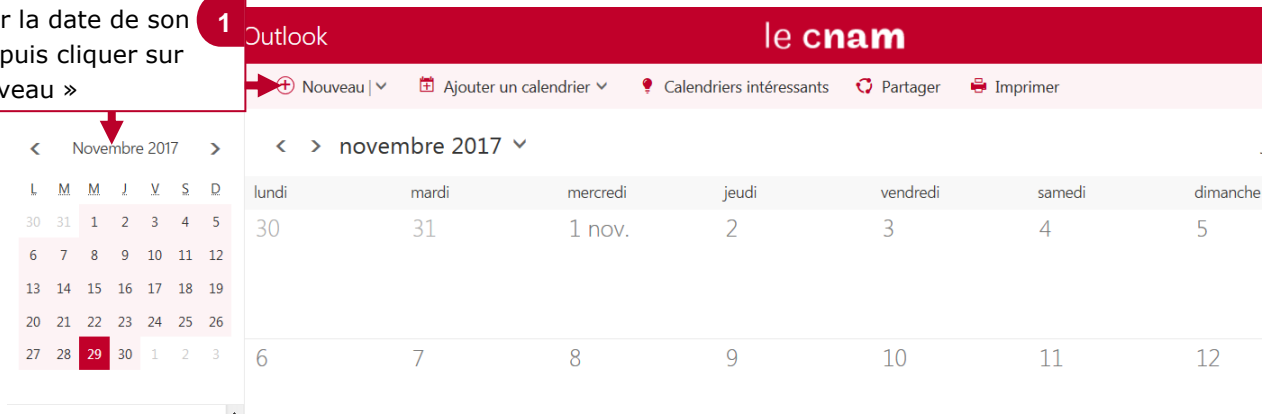 r la date de son
puis cliquer sur
veau »
1
Outlook
le cnam
Nouveau | Ajouter un calendrier Calendriers intéressants Partager Imprimer
< Novembre 2017 >
L M M J V S D
30 31 1 2 3 4 5
6 7 8 9 10 11 12
13 14 15 16 17 18 19
20 21 22 23 24 25 26
27 28 29 30 1 2 3
< > novembre 2017
lundi mardi mercredi jeudi vendredi samedi dimanche
30 31 1 nov. 2 3 4 5
6 7 8 9 10 11 12